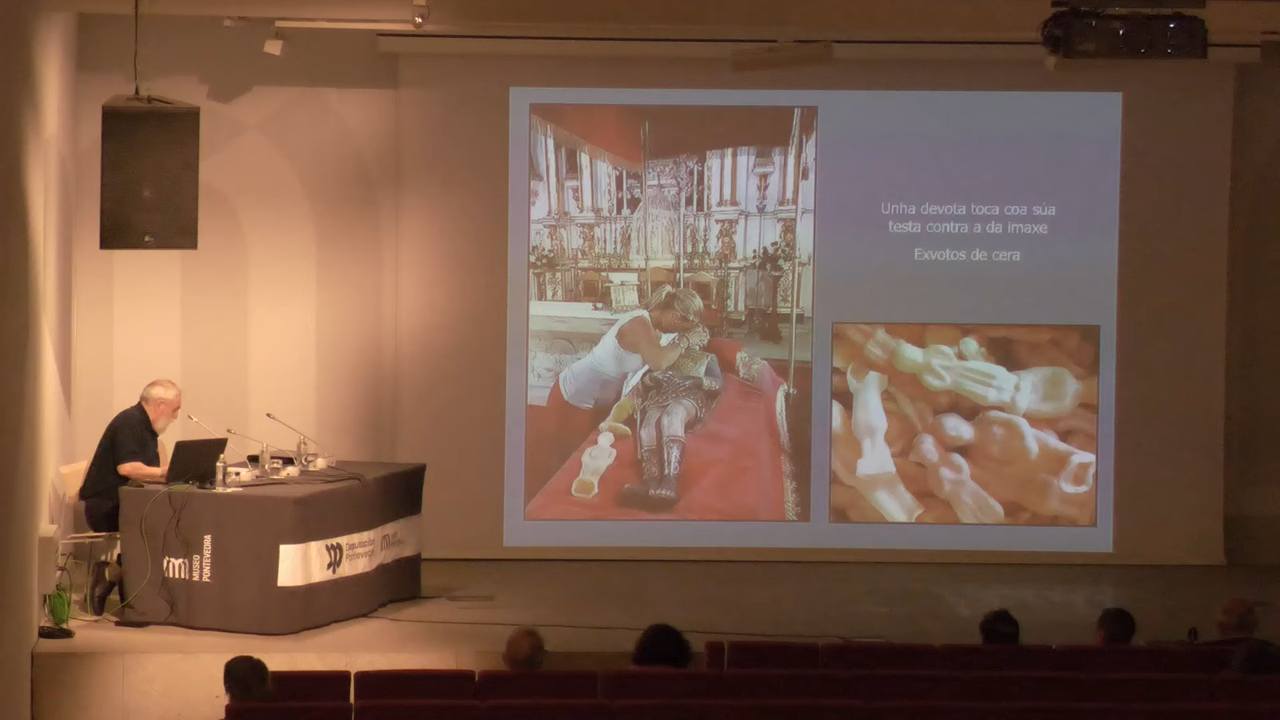 Unha devota toca coa súa
testa contra a da imaxe
Exvotos de cera
MUSEO
PONTEVEDRA
Deputación
Pontevedra